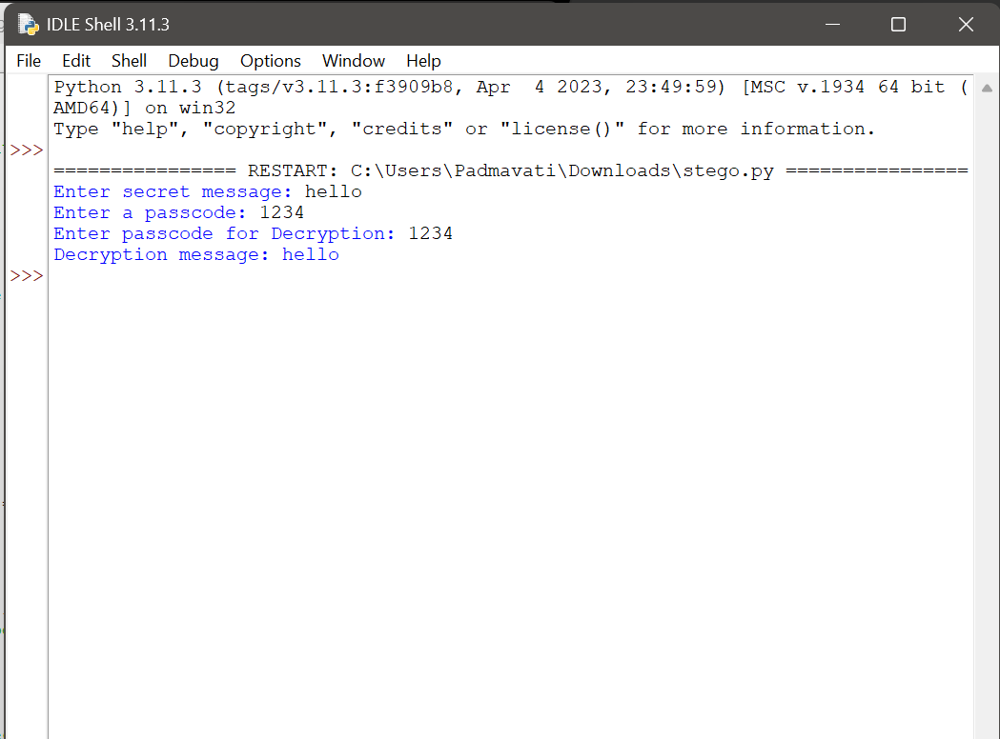 IDLE Shell 3.11.3
File Edit Shell Debug Options Window Help
Python 3.11.3 (tags/v3.11.3:f3909b8, Apr  4 2023, 23:49:59) [MSC v.1934 64 bit (
AMD64)] on win32
Type "help", "copyright", "credits" or "license()" for more information.
>>>
================ RESTART: C:\Users\Padmavati\Downloads\stego.py ================
Enter secret message: hello
Enter a passcode: 1234
Enter passcode for Decryption: 1234
Decryption message: hello
>>>